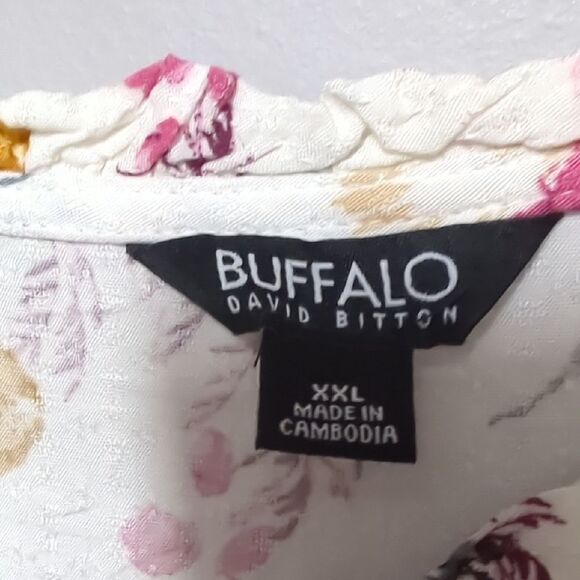 BUFFALO
DAVID BITTON
XXL
MADE IN
CAMBODIA